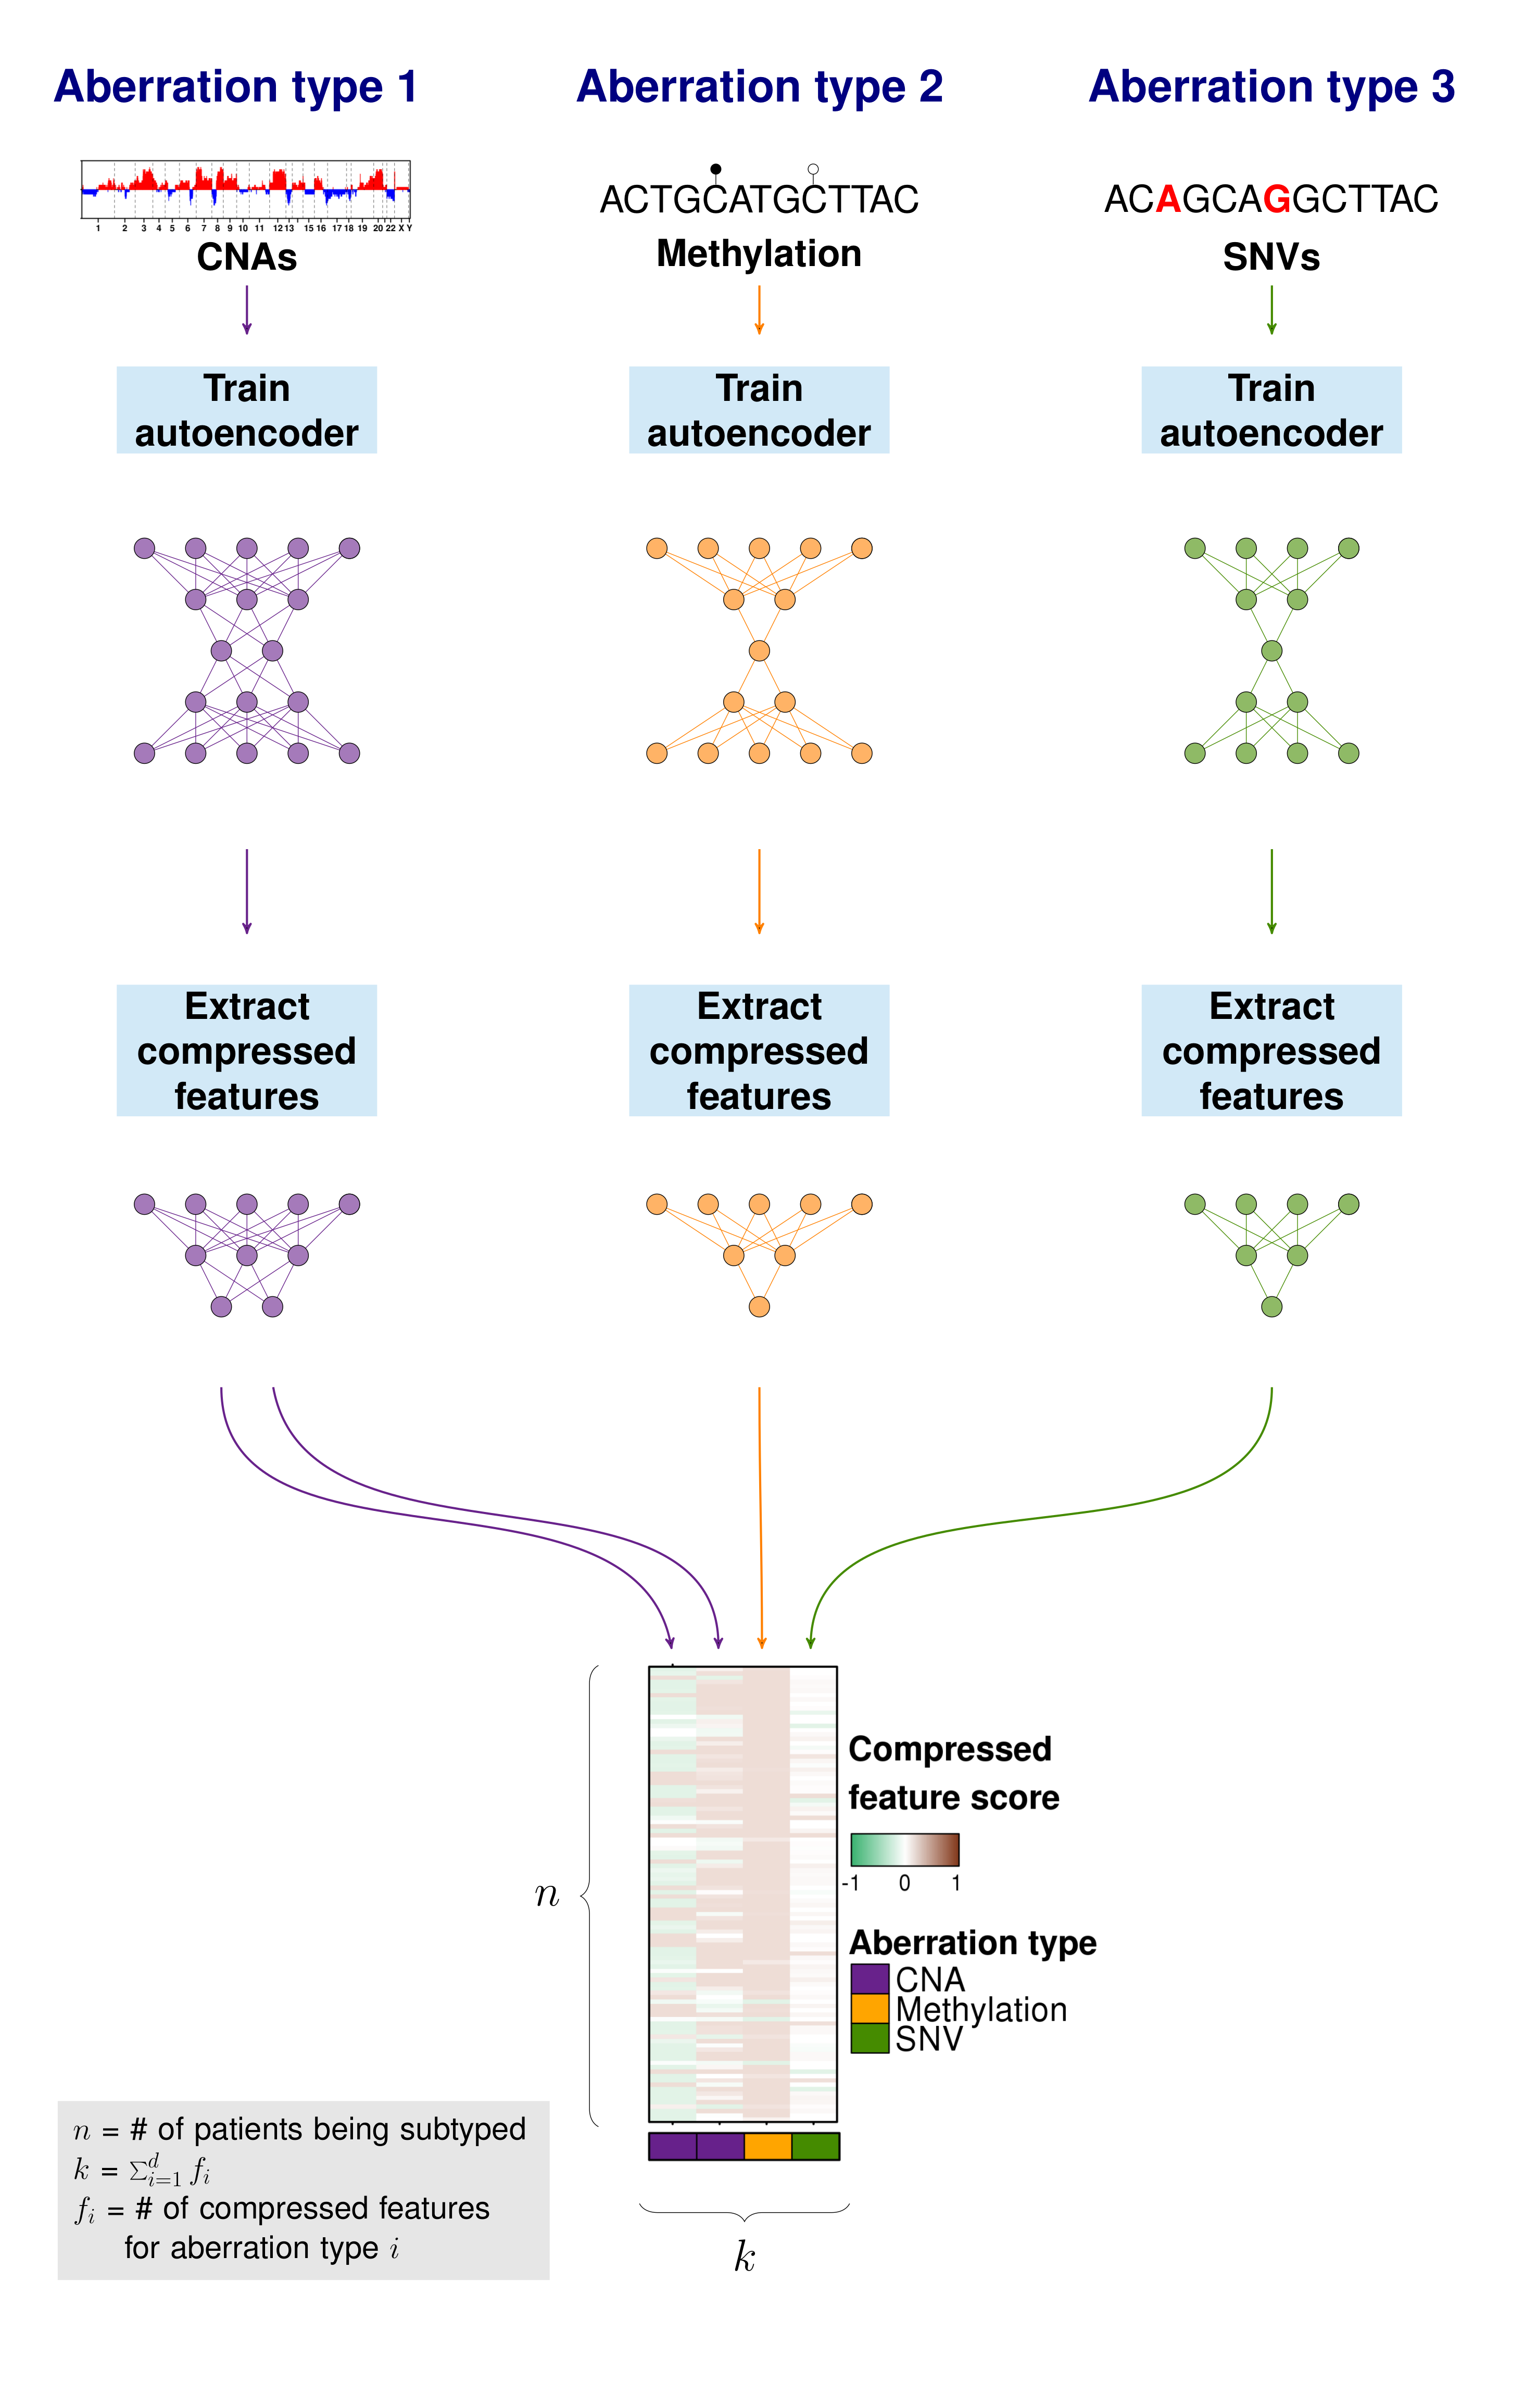 Aberration type 1
Aberration type 2
Aberration type 3
1 2 3 4 5 6 7 8 9 10 11 12 13 15 16 17 18 19 20 22 X Y
CNAs
ACTGCATGCTTAC
Methylation
ACAGCAGGCTTAC
SNVs
Train
autoencoder
Train
autoencoder
Train
autoencoder
Extract
compressed
features
Extract
compressed
features
Extract
compressed
features
n
Compressed
feature score
-1 0 1
Aberration type
CNA
Methylation
SNV
k
n = # of patients being subtyped
k = Σ_{i=1}^{d} f_i
f_i = # of compressed features
for aberration type i